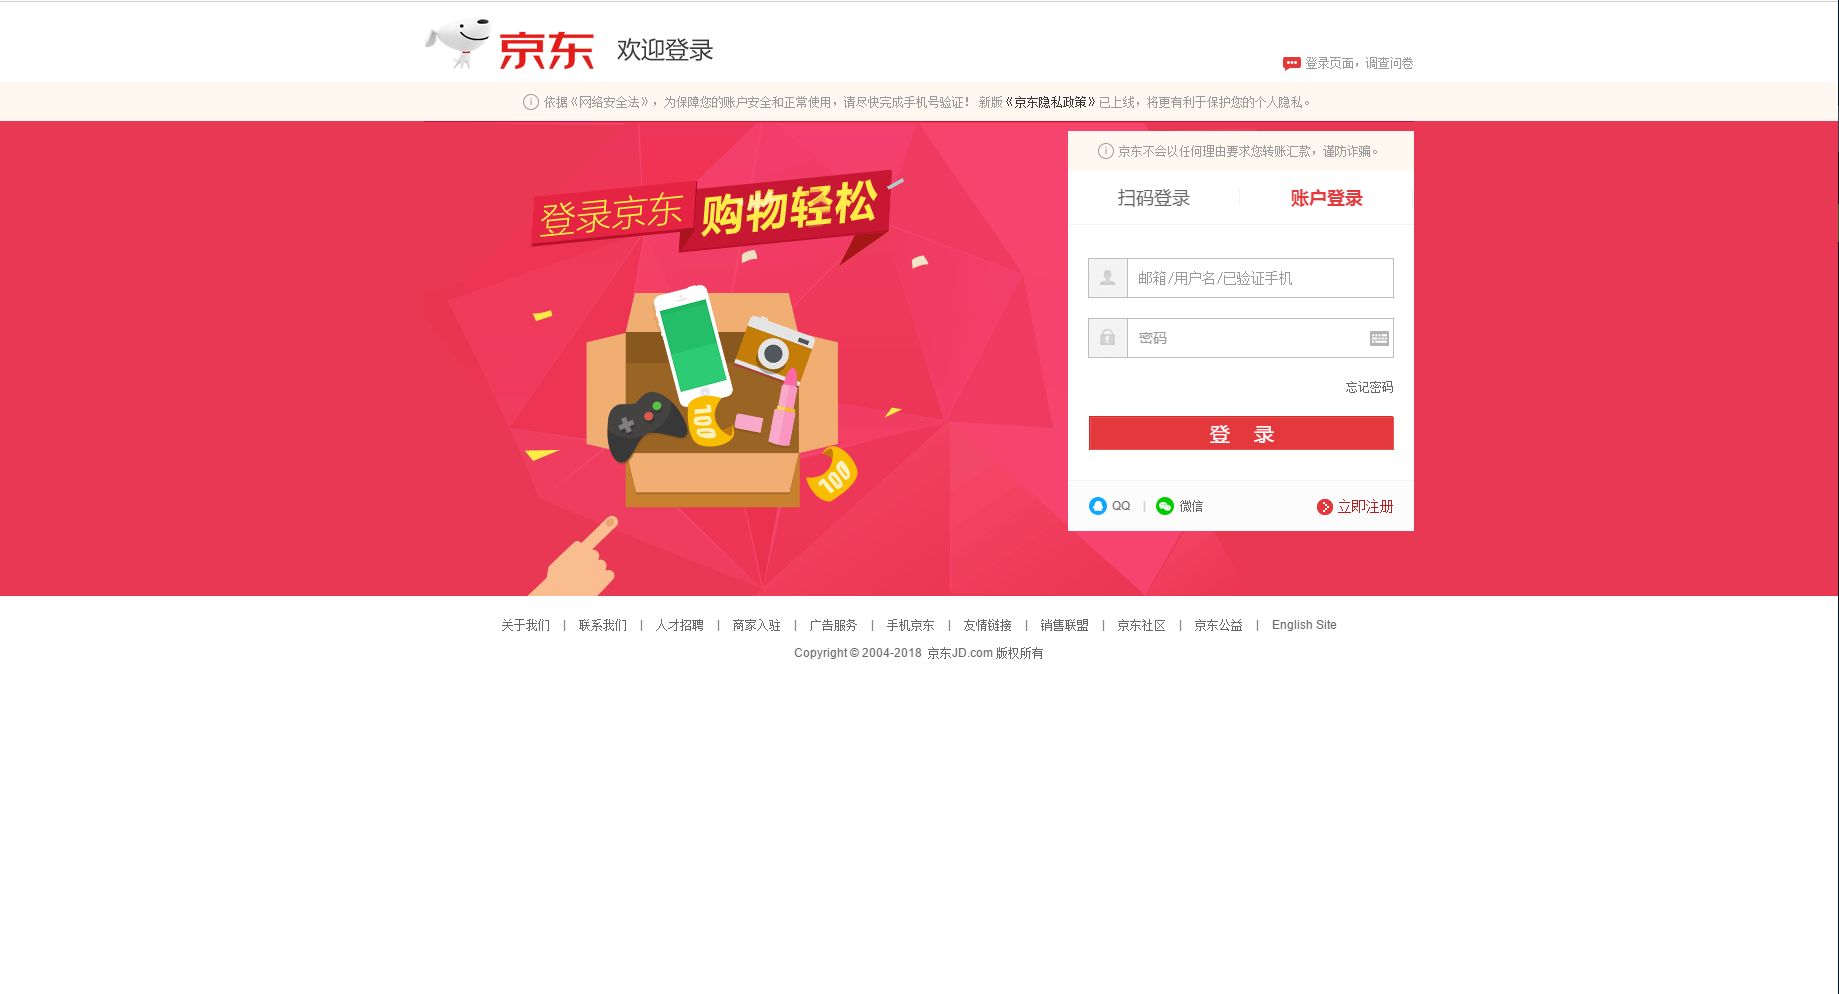 京东 欢迎登录
登录页面，调查问卷
依据《网络安全法》，为保障您的账户安全和正常使用，请尽快完成手机号验证！ 新版《京东隐私政策》已上线，将更有利于保护您的个人隐私。
登录京东 购物轻松
100
100
京东不会以任何理由要求您转账汇款，谨防诈骗。
扫码登录 账户登录
邮箱/用户名/已验证手机
密码
忘记密码
登 录
QQ | 微信 立即注册
关于我们 | 联系我们 | 人才招聘 | 商家入驻 | 广告服务 | 手机京东 | 友情链接 | 销售联盟 | 京东社区 | 京东公益 | English Site
Copyright © 2004-2018 京东JD.com 版权所有